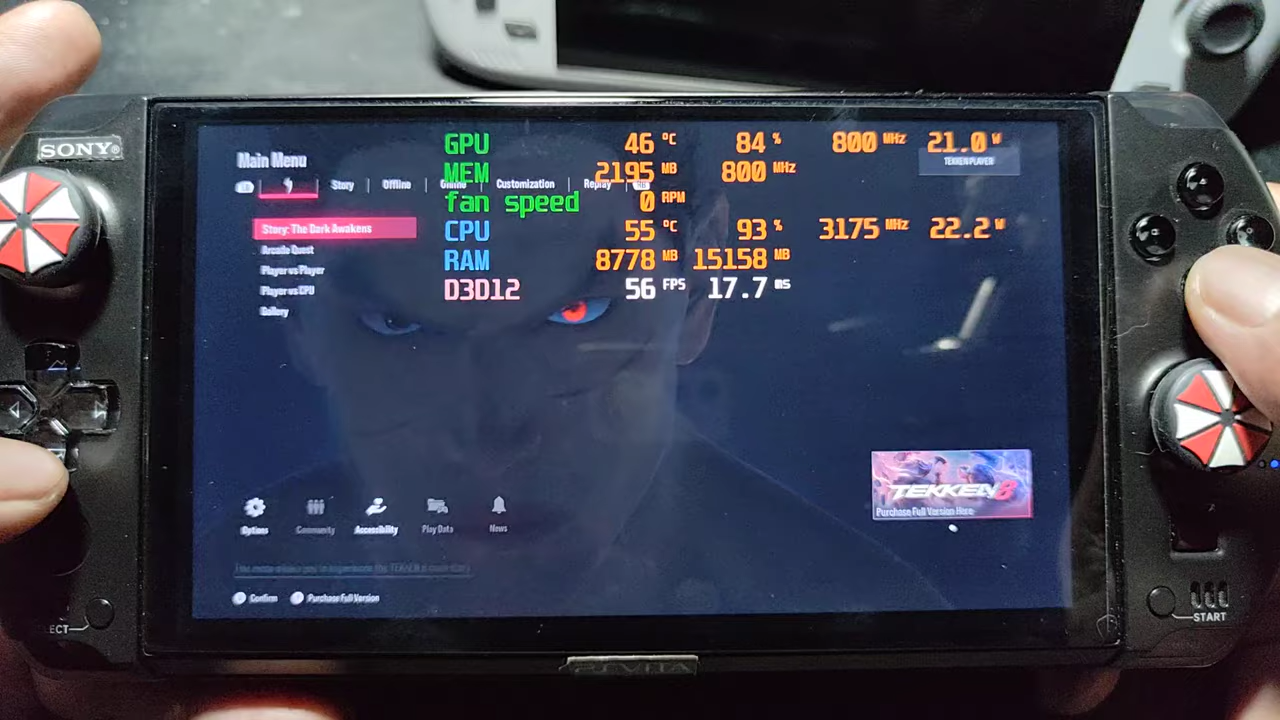 SONY
Main Menu
TEKKEN PLAYER
Story Offline Customization Replay
Story: The Dark Awakens
Arcade Quest
Player vs Player
Player vs CPU
Gallery
GPU 46 °C 84 % 800 MHz 21.0 W
MEM 2195 MB 800 MHz
fan speed 0 RPM
CPU 55 °C 93 % 3175 MHz 22.2 W
RAM 8778 MB 15158 MB
D3D12 56 FPS 17.7 ms
TEKKEN 8
Purchase Full Version Here
Options Community Accessibility Play Data News
Confirm Purchase Full Version
ECT
START
PSVITA